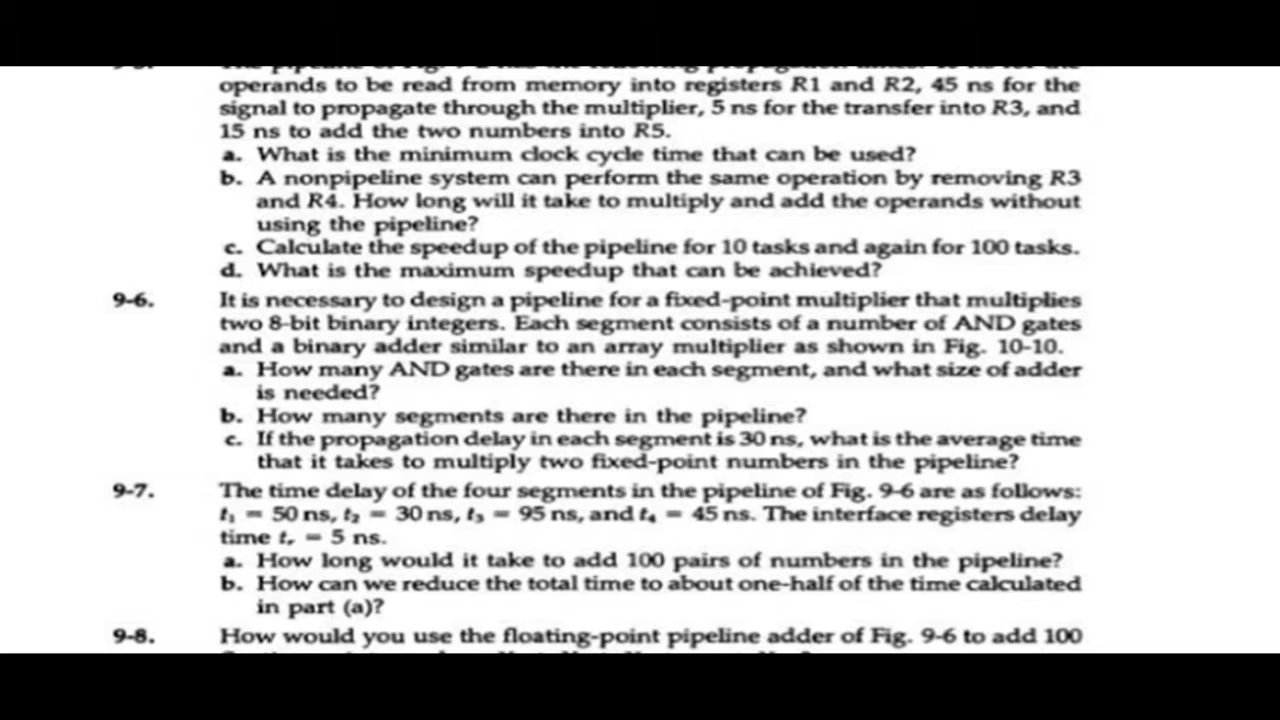 operands to be read from memory into registers R1 and R2, 45 ns for the
signal to propagate through the multiplier, 5 ns for the transfer into R3, and
15 ns to add the two numbers into R5.
a. What is the minimum clock cycle time that can be used?
b. A nonpipeline system can perform the same operation by removing R3
and R4. How long will it take to multiply and add the operands without
using the pipeline?
c. Calculate the speedup of the pipeline for 10 tasks and again for 100 tasks.
d. What is the maximum speedup that can be achieved?
9-6. It is necessary to design a pipeline for a fixed-point multiplier that multiplies
two 8-bit binary integers. Each segment consists of a number of AND gates
and a binary adder similar to an array multiplier as shown in Fig. 10-10.
a. How many AND gates are there in each segment, and what size of adder
is needed?
b. How many segments are there in the pipeline?
c. If the propagation delay in each segment is 30 ns, what is the average time
that it takes to multiply two fixed-point numbers in the pipeline?
9-7. The time delay of the four segments in the pipeline of Fig. 9-6 are as follows:
t₁ = 50 ns, t₂ = 30 ns, t₃ = 95 ns, and t₄ = 45 ns. The interface registers delay
time tᵣ = 5 ns.
a. How long would it take to add 100 pairs of numbers in the pipeline?
b. How can we reduce the total time to about one-half of the time calculated
in part (a)?
9-8. How would you use the floating-point pipeline adder of Fig. 9-6 to add 100